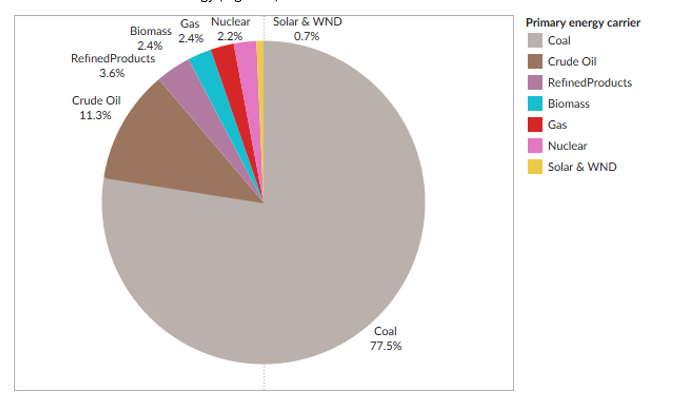 Nuclear
Solar & WND
Gas
2.2%
0.7%
Biomass
2.4%
2.4%
RefinedProducts
3.6%
Crude Oil
11.3%
Coal
77.5%
Primary energy carrier
Coal
Crude Oil
RefinedProducts
Biomass
Gas
Nuclear
Solar & WND